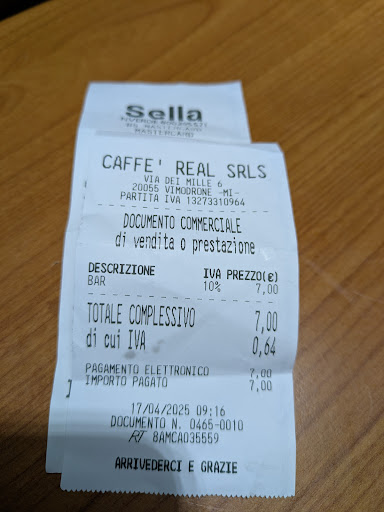 Sella
MASTERCARD
CAFFE' REAL SRLS
VIA DEI MILLE 6
20055 VIMODRONE -MI-
PARTITA IVA 13273310964
DOCUMENTO COMMERCIALE
di vendita o prestazione
DESCRIZIONE IVA PREZZO(€)
BAR 10% 7,00
TOTALE COMPLESSIVO 7,00
di cui IVA 0,64
PAGAMENTO ELETTRONICO 7,00
IMPORTO PAGATO 7,00
17/04/2025 09:16
DOCUMENTO N. 0465-0010
RT 8AMCA035559
ARRIVEDERCI E GRAZIE